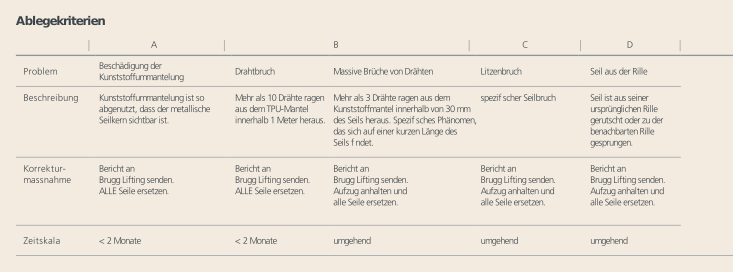 Ablegekriterien
A B C D
Problem
Beschädigung der
Kunststoffummantelung
Drahtbruch
Massive Brüche von Drähten
Litzenbruch
Seil aus der Rille
Beschreibung
Kunststoffummantelung ist so
abgenutzt, dass der metallische
Seilkern sichtbar ist.
Mehr als 10 Drähte ragen
aus dem TPU-Mantel
innerhalb 1 Meter heraus.
Mehr als 3 Drähte ragen aus dem
Kunststoffmantel innerhalb von 30 mm
des Seils heraus. Spezif sches Phänomen,
das sich auf einer kurzen Länge des
Seils f ndet.
spezif scher Seilbruch
Seil ist aus seiner
ursprünglichen Rille
gerutscht oder zu der
benachbarten Rille
gesprungen.
Korrektur-
massnahme
Bericht an
Brugg Lifting senden.
ALLE Seile ersetzen.
Bericht an
Brugg Lifting senden.
ALLE Seile ersetzen.
Bericht an
Brugg Lifting senden.
Aufzug anhalten und
alle Seile ersetzen.
Bericht an
Brugg Lifting senden.
Aufzug anhalten und
alle Seile ersetzen.
Bericht an
Brugg Lifting senden.
Aufzug anhalten und
alle Seile ersetzen.
Zeitskala
< 2 Monate
< 2 Monate
umgehend
umgehend
umgehend